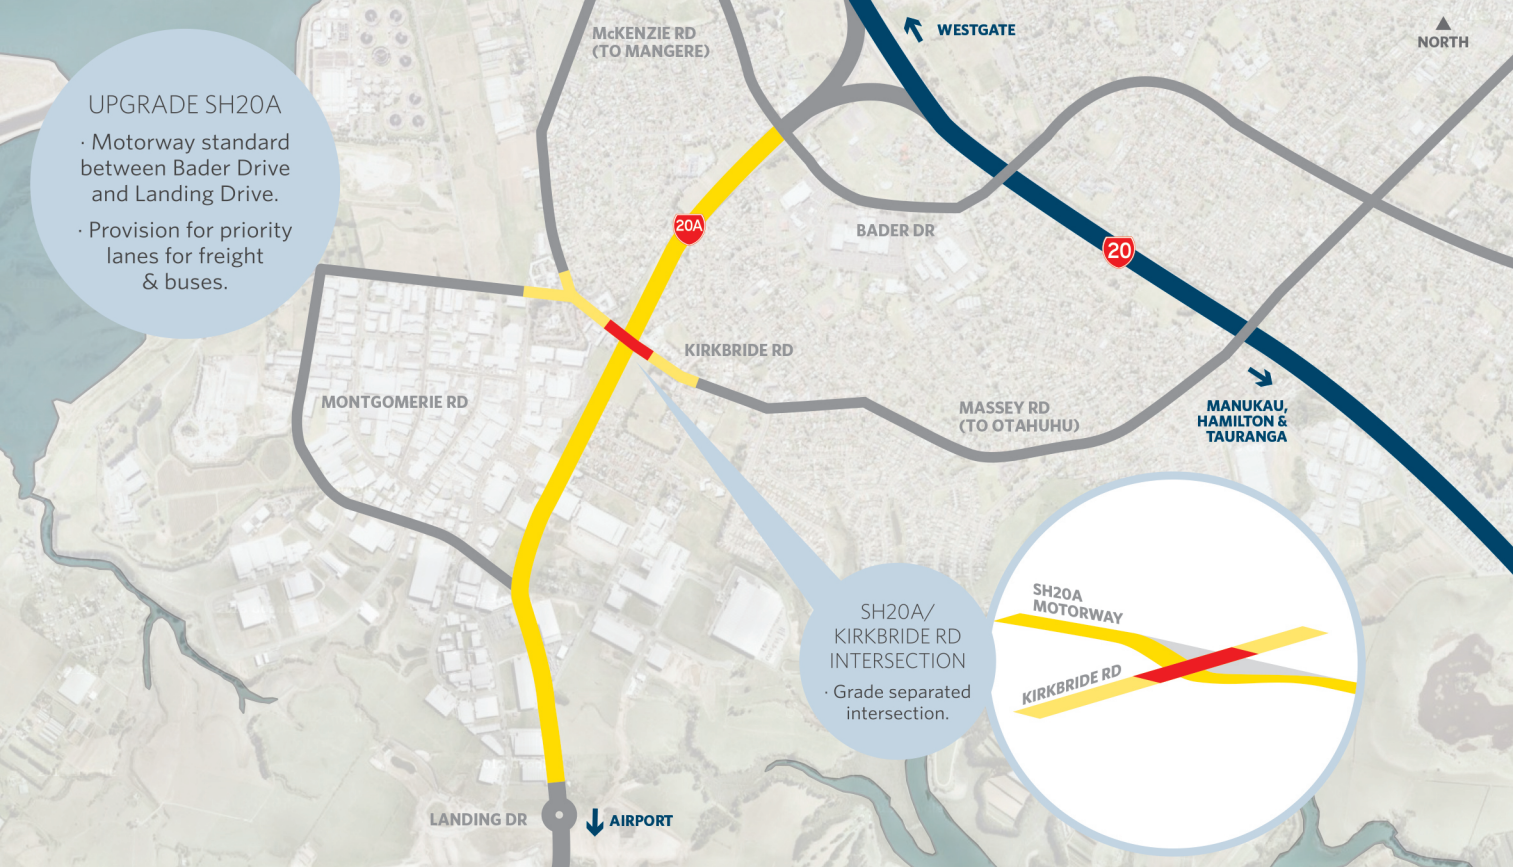 UPGRADE SH20A
· Motorway standard
between Bader Drive
and Landing Drive.
· Provision for priority
lanes for freight
& buses.
McKENZIE RD
(TO MANGERE)
WESTGATE
NORTH
20A
BADER DR
20
KIRKBRIDE RD
MONTGOMERIE RD
MASSEY RD
(TO OTAHUHU)
MANUKAU,
HAMILTON &
TAURANGA
SH20A/
KIRKBRIDE RD
INTERSECTION
· Grade separated
intersection.
SH20A
MOTORWAY
KIRKBRIDE RD
LANDING DR
AIRPORT